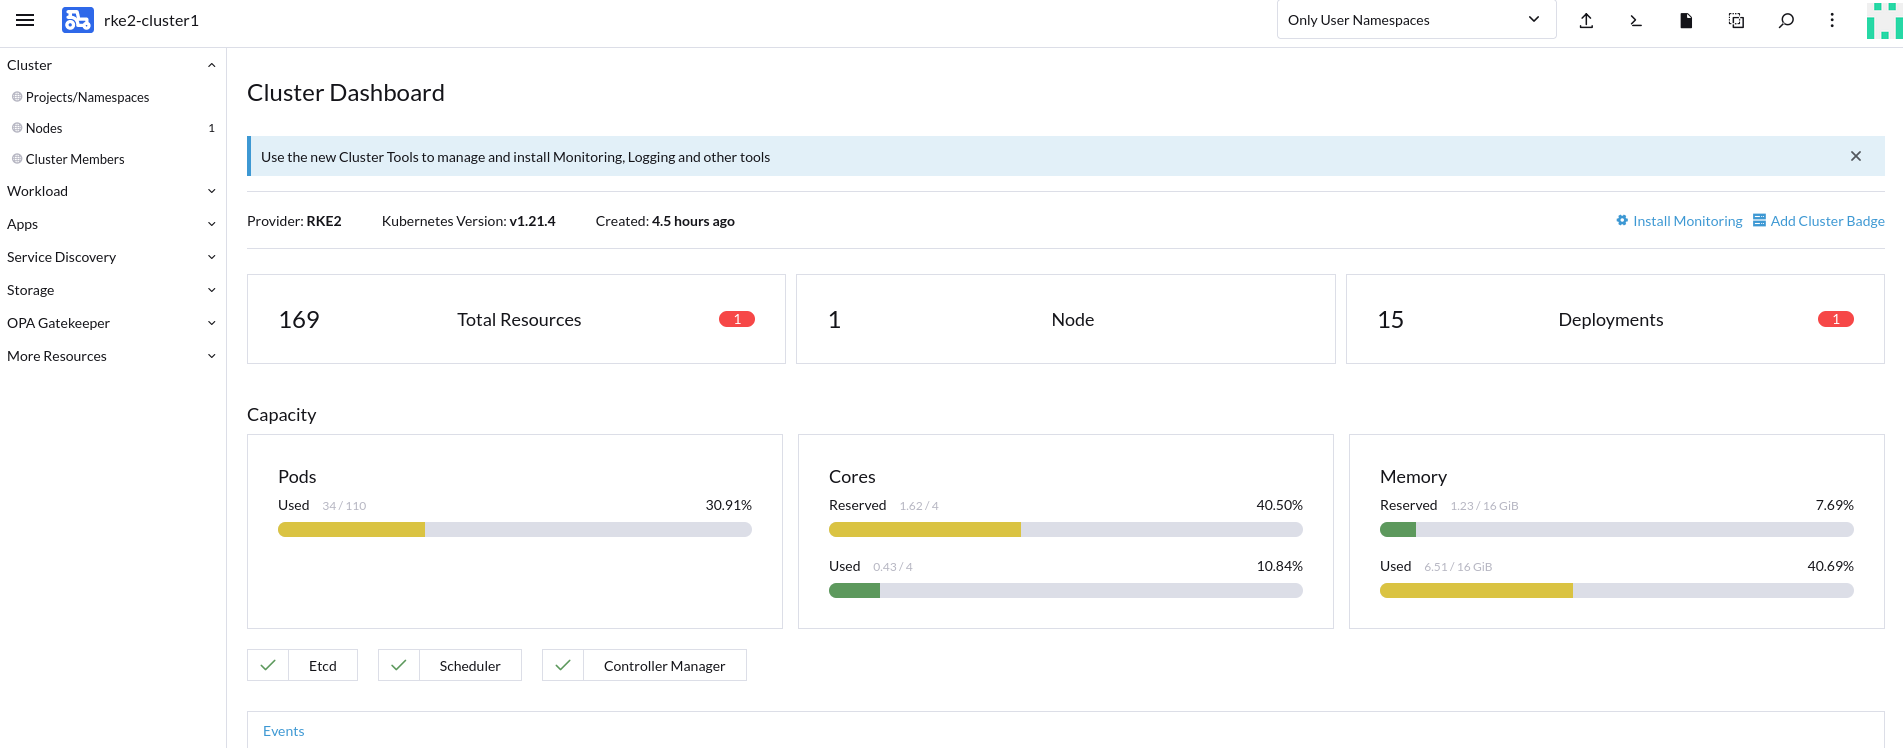 rke2-cluster1
Only User Namespaces
Cluster
Projects/Namespaces
Nodes 1
Cluster Members
Workload
Apps
Service Discovery
Storage
OPA Gatekeeper
More Resources
Cluster Dashboard
Use the new Cluster Tools to manage and install Monitoring, Logging and other tools
Provider: RKE2 Kubernetes Version: v1.21.4 Created: 4.5 hours ago Install Monitoring Add Cluster Badge
169 Total Resources 1
1 Node
15 Deployments 1
Capacity
Pods
Used 34 / 110 30.91%
Cores
Reserved 1.62 / 4 40.50%
Used 0.43 / 4 10.84%
Memory
Reserved 1.23 / 16 GiB 7.69%
Used 6.51 / 16 GiB 40.69%
Etcd Scheduler Controller Manager
Events